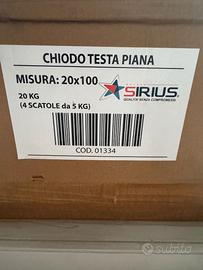 CHIODO TESTA PIANA
MISURA: 20x100
SIRIUS
QUALITA' SENZA COMPROMESSI
20 KG
(4 SCATOLE da 5 KG)
COD. 01334
subito